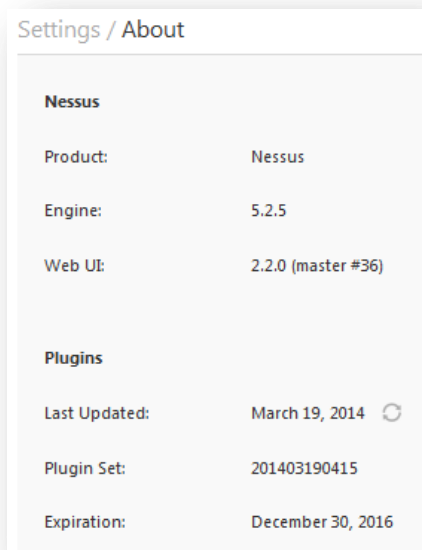 Settings / About
Nessus
Product: Nessus
Engine: 5.2.5
Web UI: 2.2.0 (master #36)
Plugins
Last Updated: March 19, 2014
Plugin Set: 201403190415
Expiration: December 30, 2016